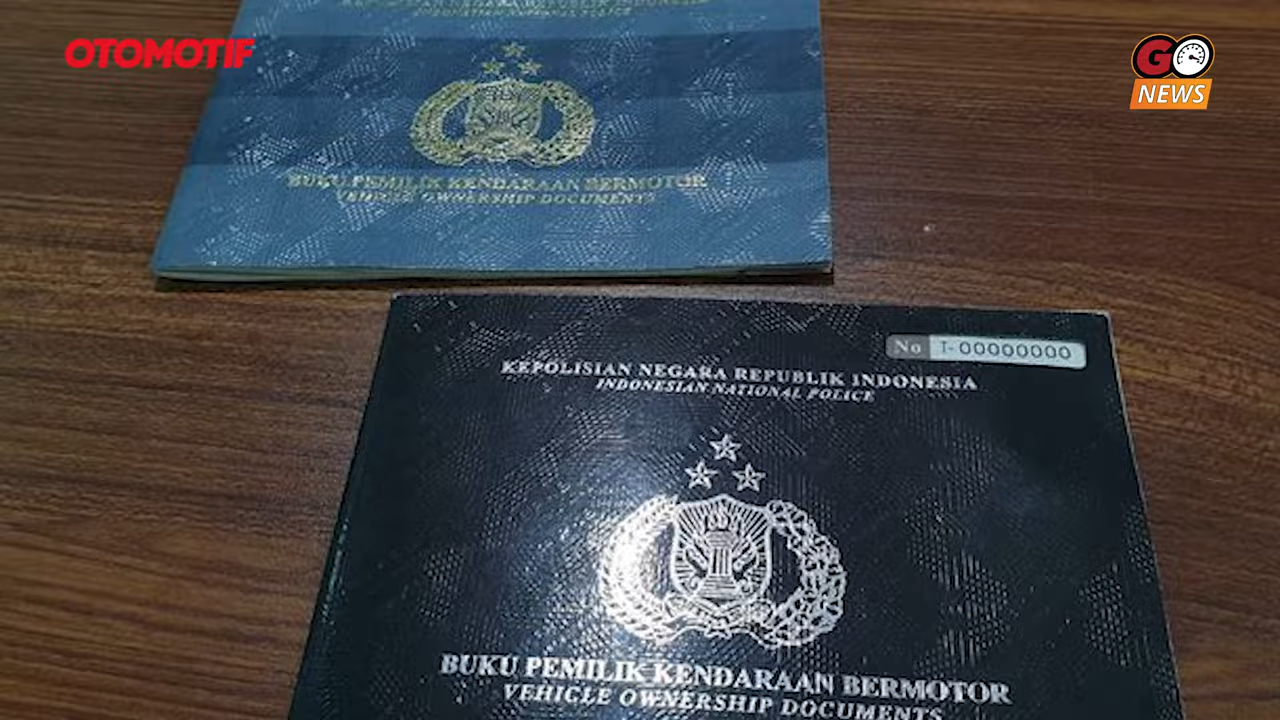 OTOMOTIF
GO
NEWS
BUKU PEMILIK KENDARAAN BERMOTOR
VEHICLE OWNERSHIP DOCUMENTS
No T-00000000
KEPOLISIAN NEGARA REPUBLIK INDONESIA
INDONESIAN NATIONAL POLICE
BUKU PEMILIK KENDARAAN BERMOTOR
VEHICLE OWNERSHIP DOCUMENTS